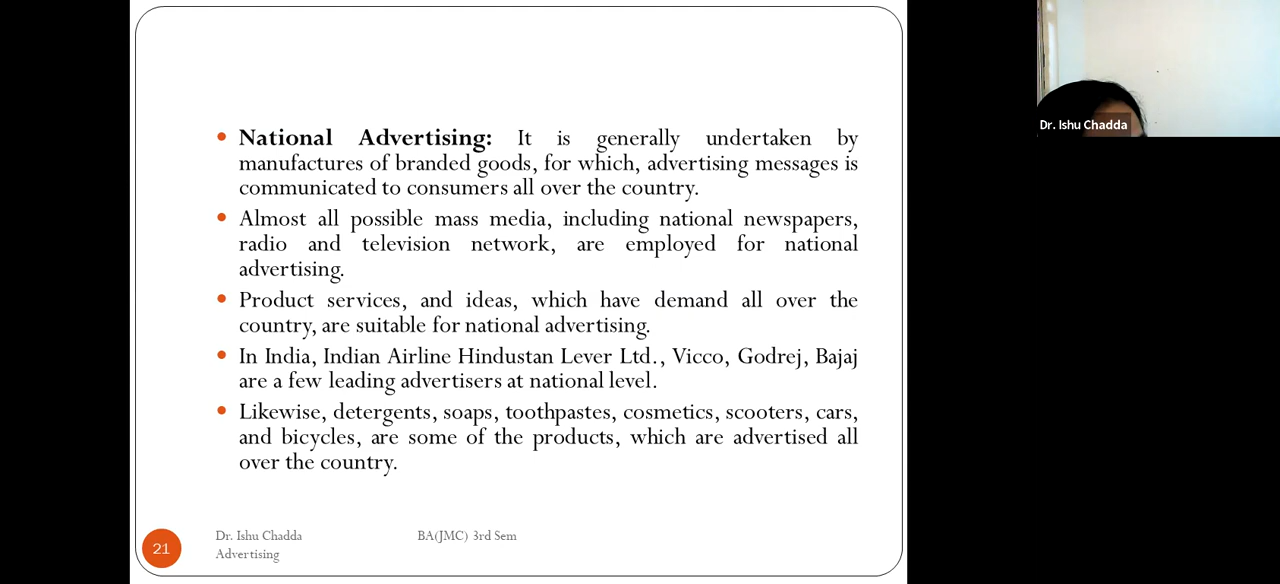 National Advertising: It is generally undertaken by
manufactures of branded goods, for which, advertising messages is
communicated to consumers all over the country.
Almost all possible mass media, including national newspapers,
radio and television network, are employed for national
advertising.
Product services, and ideas, which have demand all over the
country, are suitable for national advertising.
In India, Indian Airline Hindustan Lever Ltd., Vicco, Godrej, Bajaj
are a few leading advertisers at national level.
Likewise, detergents, soaps, toothpastes, cosmetics, scooters, cars,
and bicycles, are some of the products, which are advertised all
over the country.
21
Dr. Ishu Chadda
Advertising
BA(JMC) 3rd Sem
Dr. Ishu Chadda